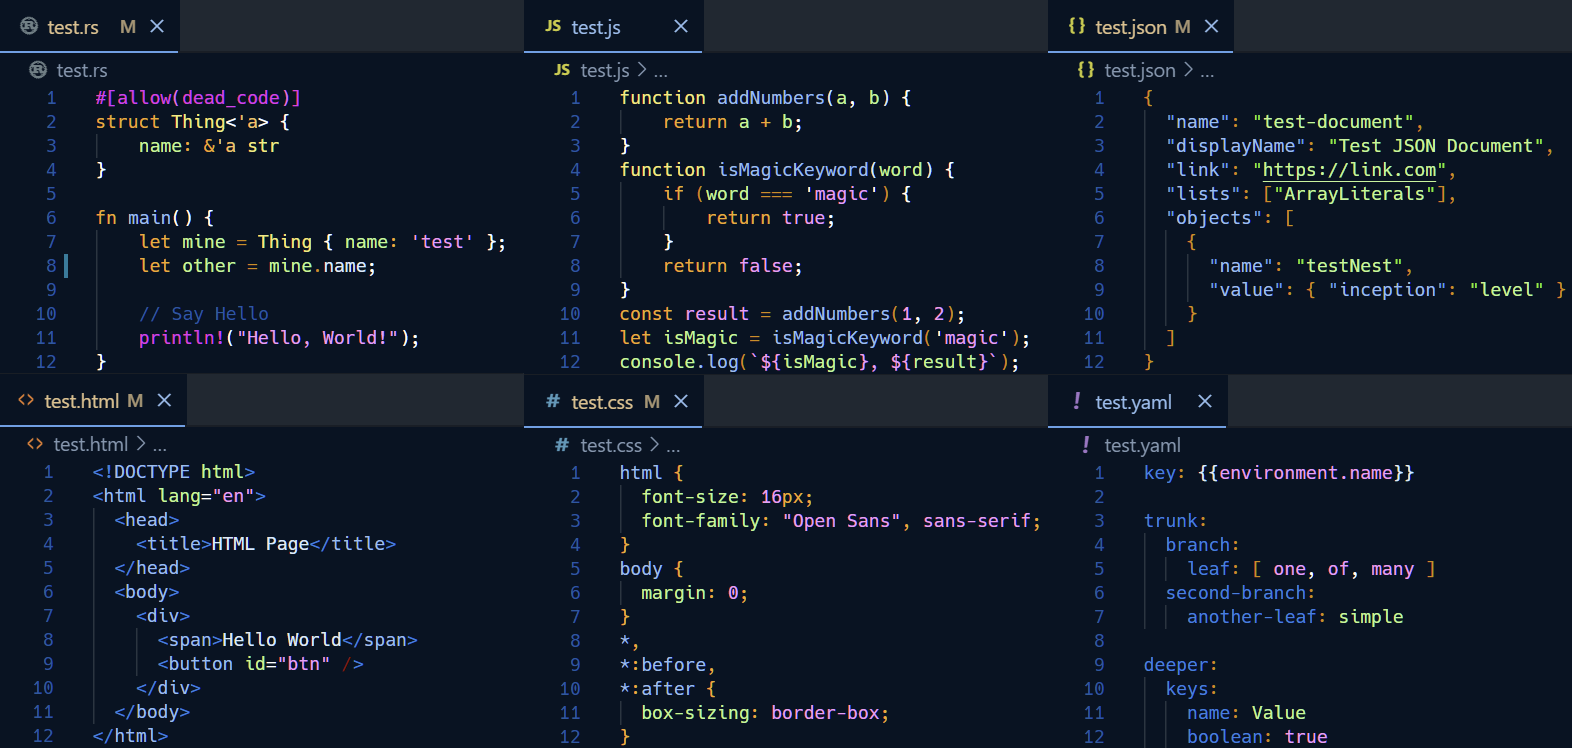 test.rs M
test.rs
1 #[allow(dead_code)]
2 struct Thing<'a> {
3     name: &'a str
4 }
5
6 fn main() {
7     let mine = Thing { name: 'test' };
8     let other = mine.name;
9
10     // Say Hello
11     println!("Hello, World!");
12 }
JS test.js
JS test.js > ...
1 function addNumbers(a, b) {
2     return a + b;
3 }
4 function isMagicKeyword(word) {
5     if (word === 'magic') {
6         return true;
7     }
8     return false;
9 }
10 const result = addNumbers(1, 2);
11 let isMagic = isMagicKeyword('magic');
12 console.log(`${isMagic}, ${result}`);
{} test.json M
{} test.json > ...
1 {
2   "name": "test-document",
3   "displayName": "Test JSON Document",
4   "link": "https://link.com",
5   "lists": ["ArrayLiterals"],
6   "objects": [
7     {
8       "name": "testNest",
9       "value": { "inception": "level" }
10     }
11   ]
12 }
<> test.html M
<> test.html > ...
1 <!DOCTYPE html>
2 <html lang="en">
3   <head>
4     <title>HTML Page</title>
5   </head>
6   <body>
7     <div>
8       <span>Hello World</span>
9       <button id="btn" />
10     </div>
11   </body>
12 </html>
# test.css M
# test.css > ...
1 html {
2   font-size: 16px;
3   font-family: "Open Sans", sans-serif;
4 }
5 body {
6   margin: 0;
7 }
8 *,
9 *:before,
10 *:after {
11   box-sizing: border-box;
12 }
! test.yaml
! test.yaml
1 key: {{environment.name}}
2
3 trunk:
4   branch:
5     leaf: [ one, of, many ]
6   second-branch:
7     another-leaf: simple
8
9 deeper:
10   keys:
11     name: Value
12     boolean: true